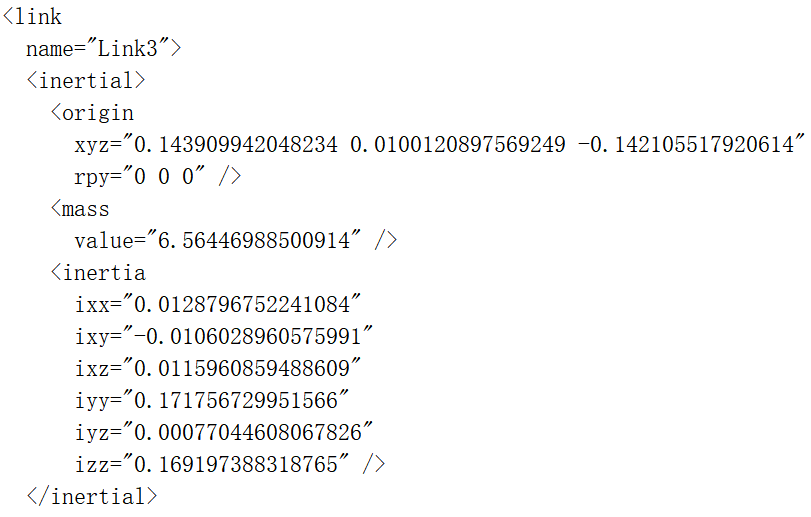 <link
name="Link3">
<inertial>
<origin
xyz="0.143909942048234 0.0100120897569249 -0.142105517920614"
rpy="0 0 0" />
<mass
value="6.56446988500914" />
<inertia
ixx="0.0128796752241084"
ixy="-0.0106028960575991"
ixz="0.0115960859488609"
iyy="0.171756729951566"
iyz="0.00077044608067826"
izz="0.169197388318765" />
</inertial>